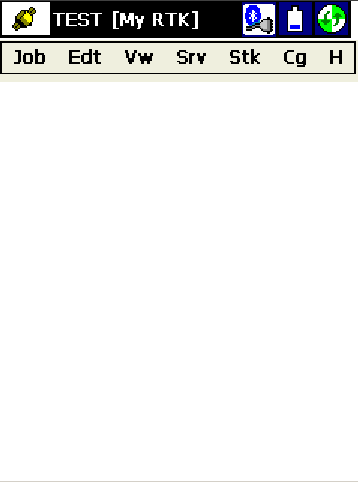 TEST [My RTK]
Job Edt Vw Srv Stk Cg H